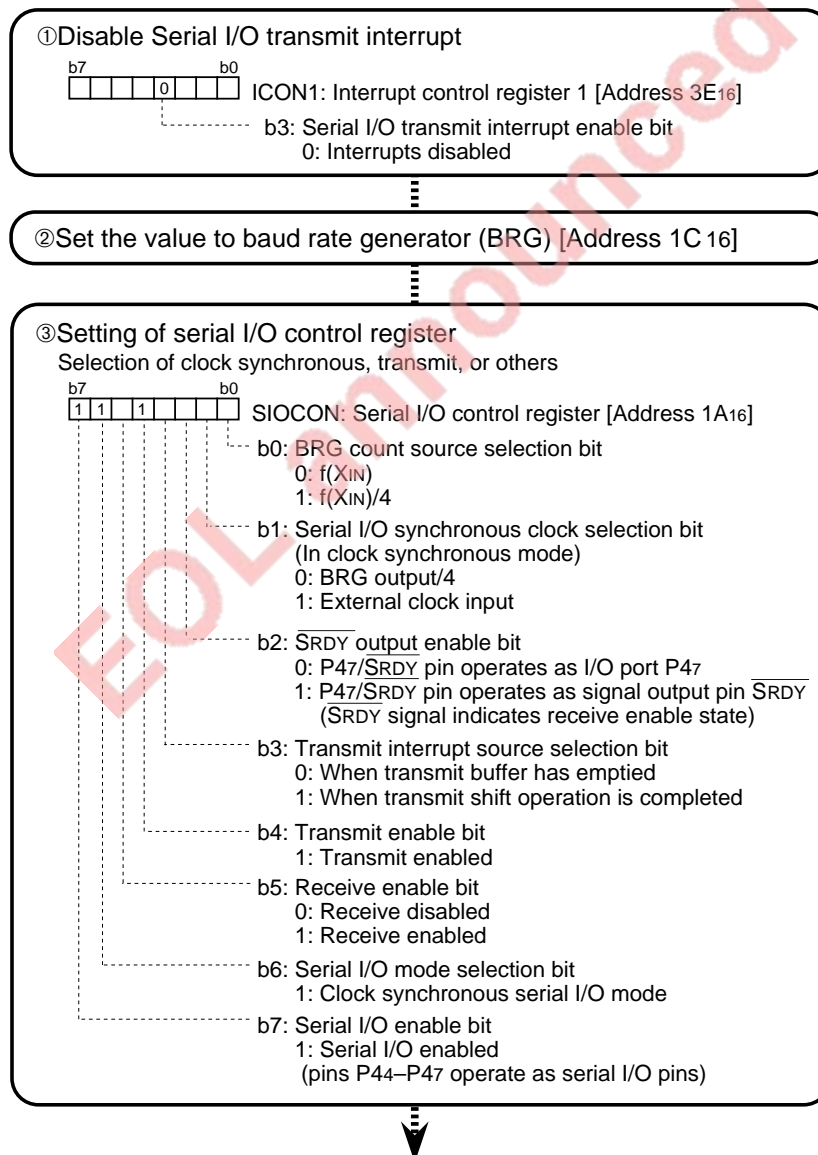 ①Disable Serial I/O transmit interrupt
b7 b0
0 ICON1: Interrupt control register 1 [Address 3E16]
b3: Serial I/O transmit interrupt enable bit
0: Interrupts disabled
②Set the value to baud rate generator (BRG) [Address 1C 16]
③Setting of serial I/O control register
Selection of clock synchronous, transmit, or others
b7 b0
1 1 1 SIOCON: Serial I/O control register [Address 1A16]
b0: BRG count source selection bit
0: f(XIN)
1: f(XIN)/4
b1: Serial I/O synchronous clock selection bit
(In clock synchronous mode)
0: BRG output/4
1: External clock input
b2: SRDY output enable bit
0: P47/SRDY pin operates as I/O port P47
1: P47/SRDY pin operates as signal output pin SRDY
(SRDY signal indicates receive enable state)
b3: Transmit interrupt source selection bit
0: When transmit buffer has emptied
1: When transmit shift operation is completed
b4: Transmit enable bit
1: Transmit enabled
b5: Receive enable bit
0: Receive disabled
1: Receive enabled
b6: Serial I/O mode selection bit
1: Clock synchronous serial I/O mode
b7: Serial I/O enable bit
1: Serial I/O enabled
(pins P44–P47 operate as serial I/O pins)
EOL announced